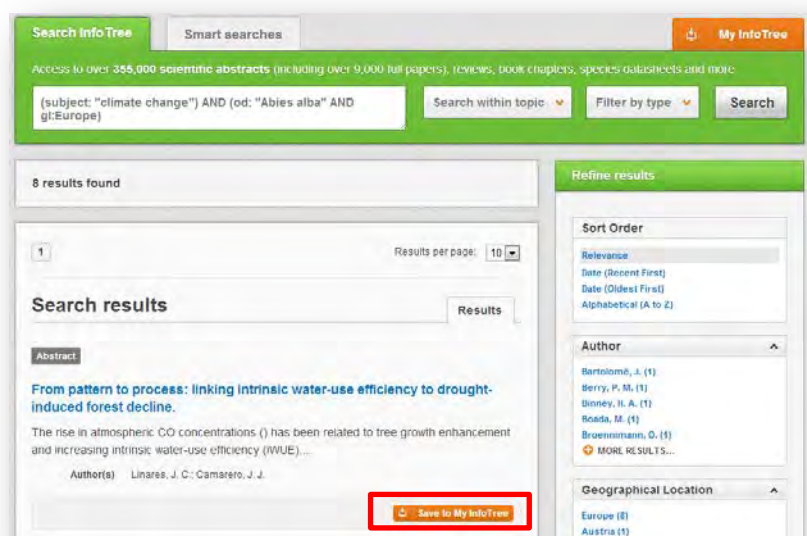 Search InfoTree
Smart searches
My InfoTree
Access to over 355,000 scientific abstracts (including over 9,000 full papers), reviews, book chapters, species datasheets and more
(subject: "climate change") AND (od: "Abies alba" AND
gl:Europe)
Search within topic
Filter by type
Search
8 results found
1
Results per page: 10
Search results
Results
Abstract
From pattern to process: linking intrinsic water-use efficiency to drought-
induced forest decline.
The rise in atmospheric CO concentrations () has been related to tree growth enhancement
and increasing intrinsic water-use efficiency (iWUE)...
Author(s) Linares, J. C.; Camarero, J. J.
Save to My InfoTree
Refine results
Sort Order
Relevance
Date (Recent First)
Date (Oldest First)
Alphabetical (A to Z)
Author
Bartolomé, J. (1)
Berry, P. M. (1)
Binney, H. A. (1)
Boada, M. (1)
Broennimann, O. (1)
MORE RESULTS...
Geographical Location
Europe (8)
Austria (1)